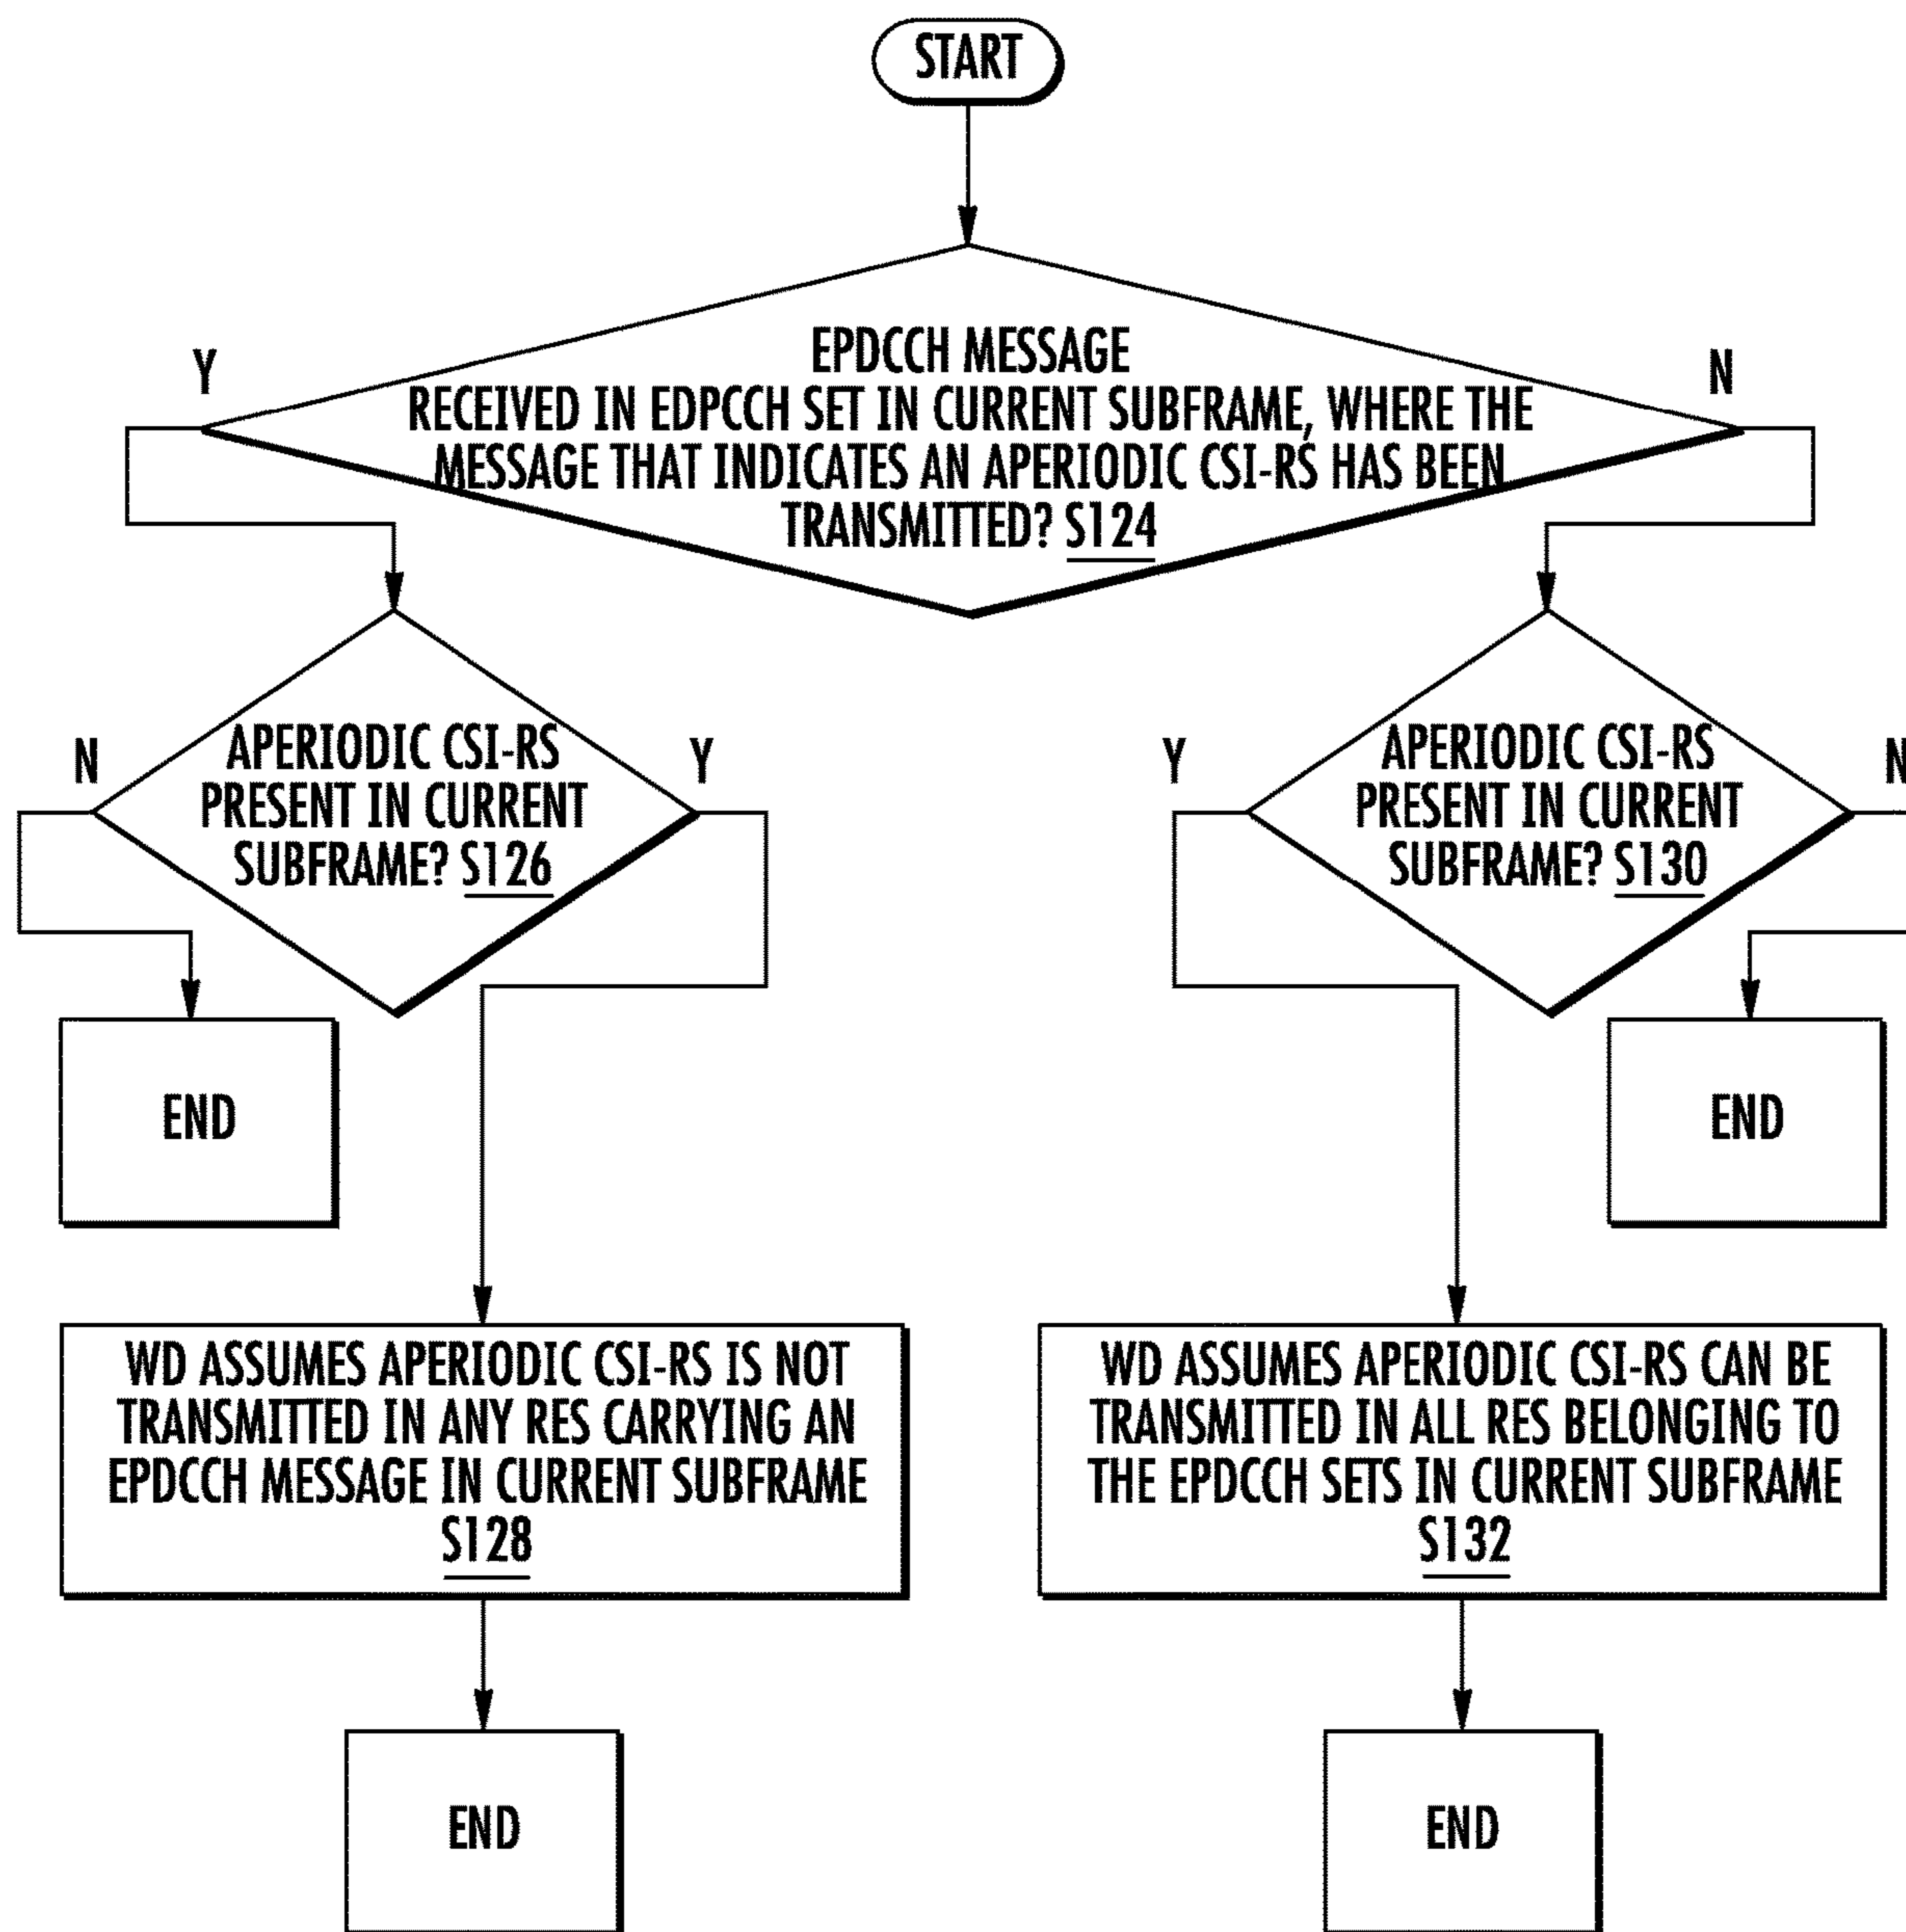 START
EPDCCH MESSAGE
RECEIVED IN EDPCCH SET IN CURRENT SUBFRAME, WHERE THE
MESSAGE THAT INDICATES AN APERIODIC CSI-RS HAS BEEN
TRANSMITTED? S124
Y
N
N
APERIODIC CSI-RS
PRESENT IN CURRENT
SUBFRAME? S126
Y
Y
APERIODIC CSI-RS
PRESENT IN CURRENT
SUBFRAME? S130
N
END
END
WD ASSUMES APERIODIC CSI-RS IS NOT
TRANSMITTED IN ANY RES CARRYING AN
EPDCCH MESSAGE IN CURRENT SUBFRAME
S128
WD ASSUMES APERIODIC CSI-RS CAN BE
TRANSMITTED IN ALL RES BELONGING TO
THE EPDCCH SETS IN CURRENT SUBFRAME
S132
END
END